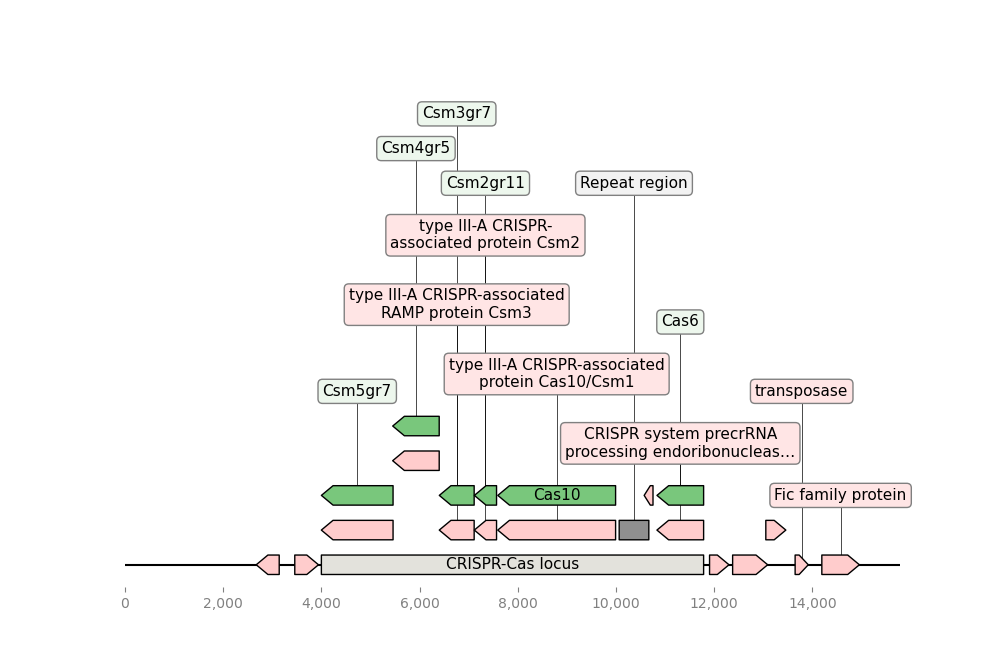 Csm3gr7
Csm4gr5
Csm2gr11
Repeat region
type III-A CRISPR-
associated protein Csm2
type III-A CRISPR-associated
RAMP protein Csm3
Cas6
type III-A CRISPR-associated
protein Cas10/Csm1
Csm5gr7
transposase
CRISPR system precrRNA
processing endoribonucleas...
Cas10
Fic family protein
CRISPR-Cas locus
0 2,000 4,000 6,000 8,000 10,000 12,000 14,000